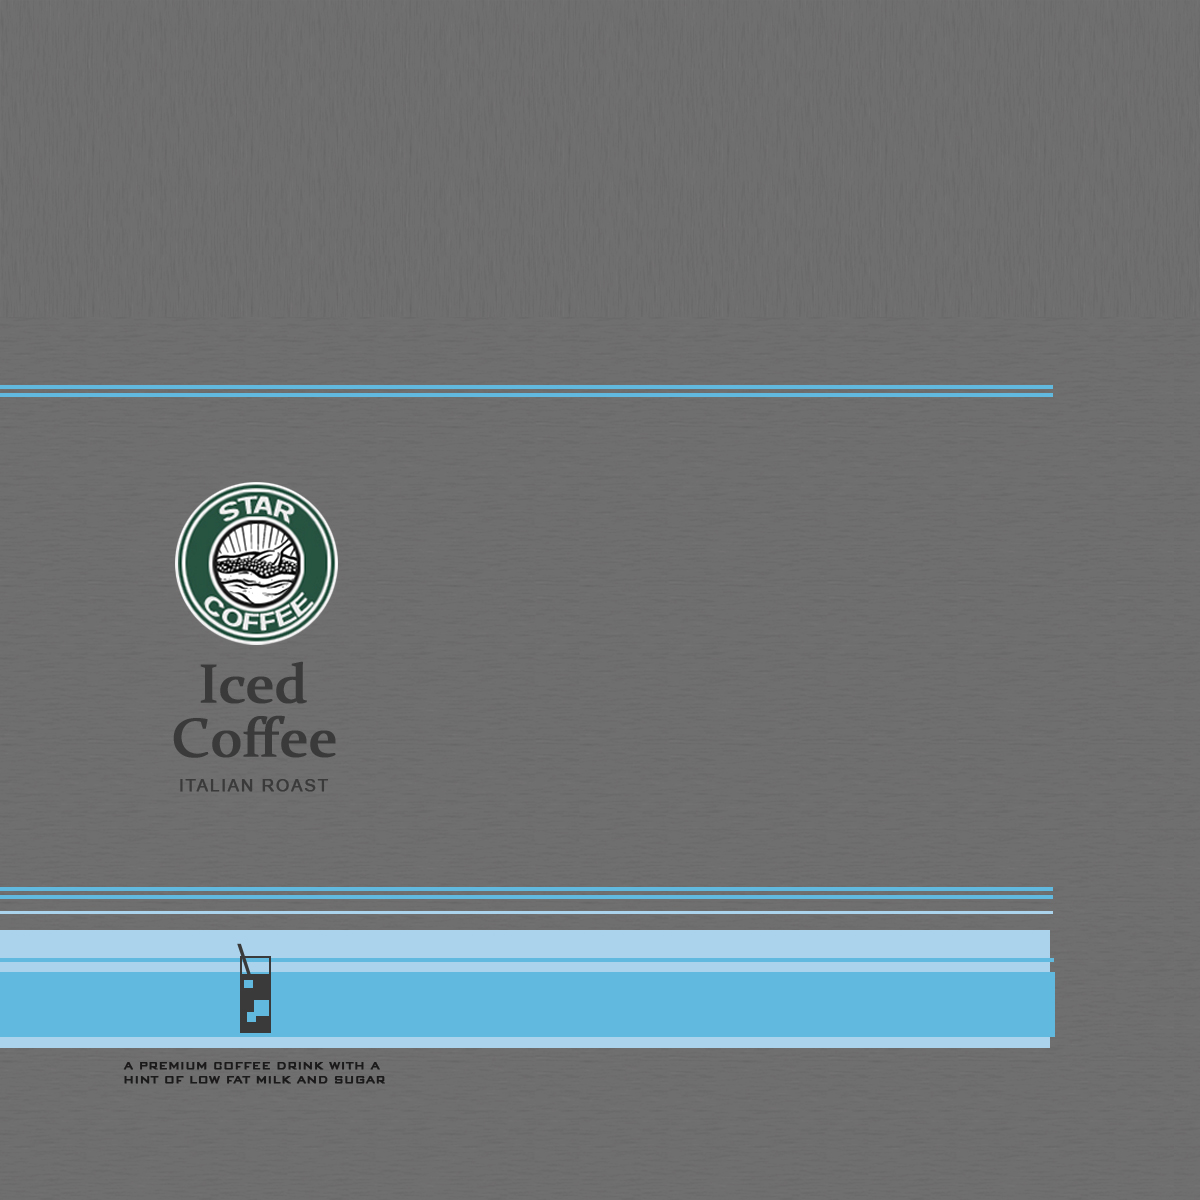 STAR
COFFEE
Iced
Coffee
ITALIAN ROAST
A PREMIUM COFFEE DRINK WITH A
HINT OF LOW FAT MILK AND SUGAR